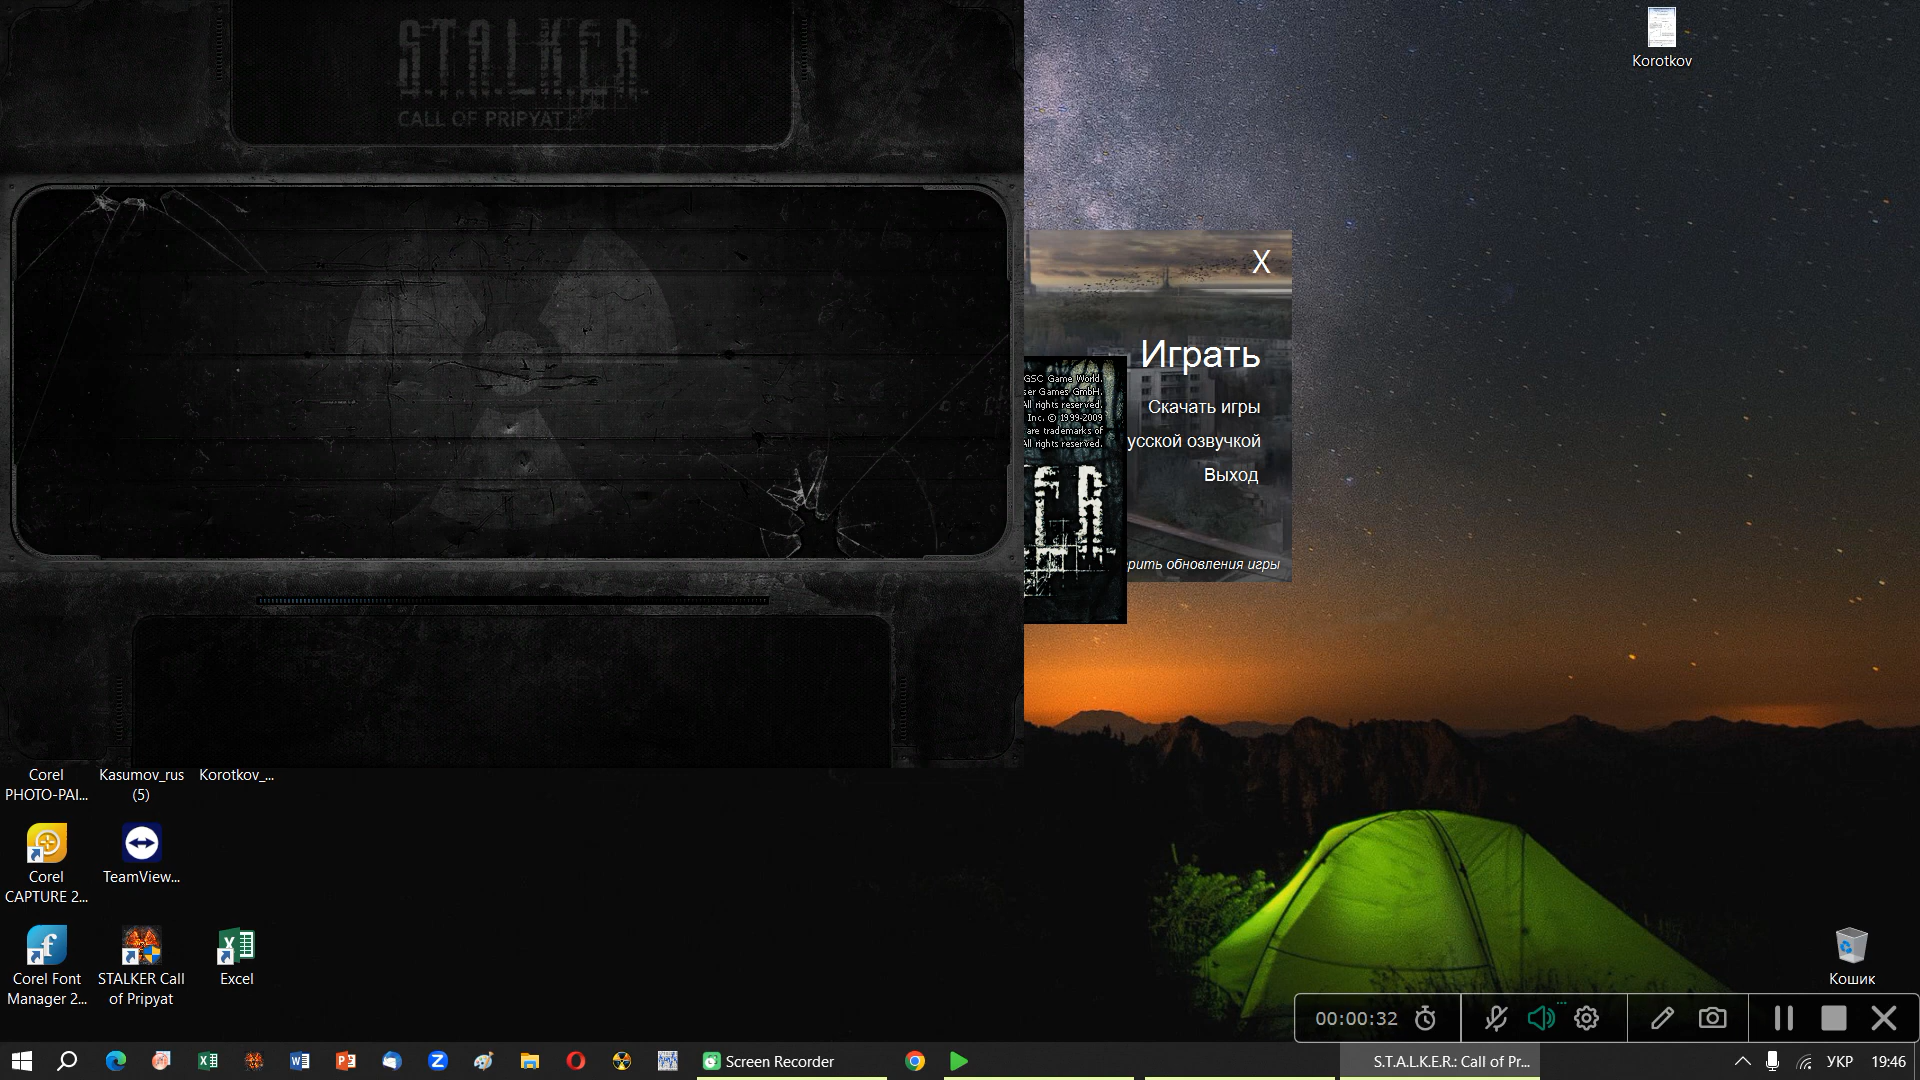 S.T.A.L.K.E.R
CALL OF PRIPYAT
Korotkov
X
Играть
Скачать игры
усской озвучкой
Выход
рить обновления игры
GSC Game World.
ser Games GmbH.
All rights reserved.
Inc. © 1999-2009
are trademarks of
All rights reserved.
Corel
PHOTO-PAI...
Kasumov_rus
(5)
Korotkov_...
Corel
CAPTURE 2...
TeamView...
Corel Font
Manager 2...
STALKER Call
of Pripyat
Excel
Кошик
00:00:32
Screen Recorder
S.T.A.L.K.E.R.: Call of Pr...
УКР
19:46